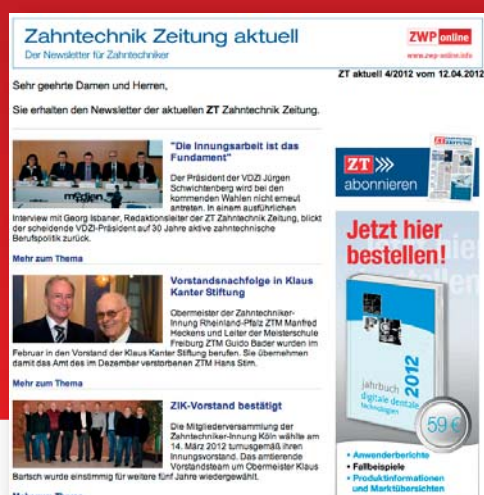 Zahntechnik Zeitung aktuell
Der Newsletter für Zahntechniker
ZWP online
www.zwp-online.info
ZT aktuell 4/2012 vom 12.04.2012
Sehr geehrte Damen und Herren,
Sie erhalten den Newsletter der aktuellen ZT Zahntechnik Zeitung.
"Die Innungsarbeit ist das
Fundament"
Der Präsident der VDZI Jürgen
Schwichtenberg wird bei den
kommenden Wahlen nicht erneut
antreten. In einem ausführlichen
Interview mit Georg Isbaner, Redaktionsleiter der ZT Zahntechnik Zeitung, blickt
der scheidende VDZI-Präsident auf 30 Jahre aktive zahntechnische
Berufspolitik zurück.
Mehr zum Thema
Vorstandsnachfolge in Klaus
Kanter Stiftung
Obermeister der Zahntechniker-
Innung Rheinland-Pfalz ZTM Manfred
Heckens und Leiter der Meisterschule
Freiburg ZTM Guido Bader wurden im
Februar in den Vorstand der Klaus Kanter Stiftung berufen. Sie übernehmen
damit das Amt des im Dezember verstorbenen ZTM Hans Stirn.
Mehr zum Thema
ZIK-Vorstand bestätigt
Die Mitgliederversammlung der
Zahntechniker-Innung Köln wählte am
14. März 2012 turnusgemäß ihren
Innungsvorstand. Das amtierende
Vorstandsteam um Obermeister Klaus
Bartsch wurde einstimmig für weitere fünf Jahre wiedergewählt.
ZT
abonnieren
Jetzt hier
bestellen!
jahrbuch 2012
digitale dentale
technologien
59 €
• Anwenderberichte
• Fallbeispiele
• Produktinformationen
und Marktübersichten